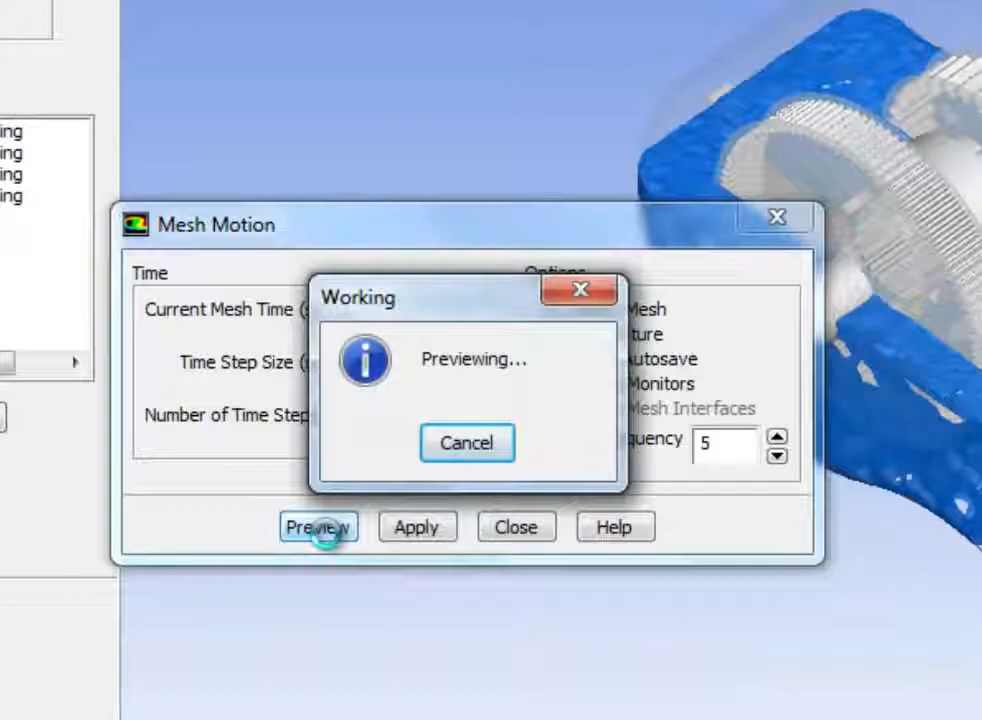 ing
ing
ing
ing
Mesh Motion
Time
Options
Current Mesh Time (s
Mesh
ture
Time Step Size (
Autosave
Monitors
Number of Time Step
Mesh Interfaces
quency 5
Working
Previewing...
Cancel
Preview Apply Close Help